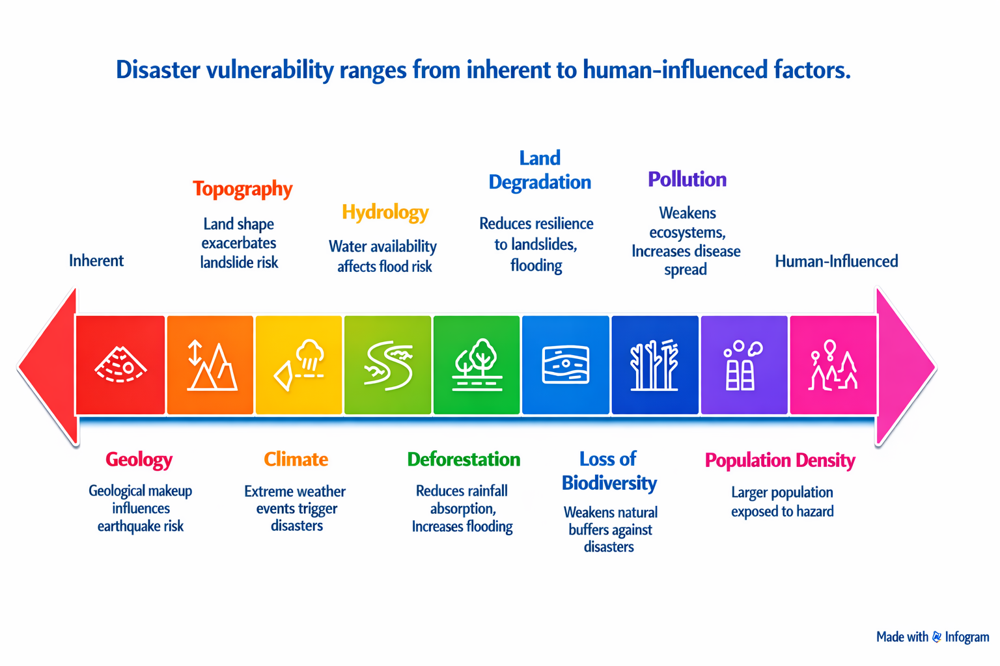 Disaster vulnerability ranges from inherent to human-influenced factors.
Inherent
Topography
Land shape
exacerbates
landslide risk
Hydrology
Water availability
affects flood risk
Land
Degradation
Reduces resilience
to landslides,
flooding
Pollution
Weakens
ecosystems,
Increases disease
spread
Human-Influenced
Geology
Geological makeup
influences
earthquake risk
Climate
Extreme weather
events trigger
disasters
Deforestation
Reduces rainfall
absorption,
Increases flooding
Loss of
Biodiversity
Weakens natural
buffers against
disasters
Population Density
Larger population
exposed to hazard
Made with Infogram